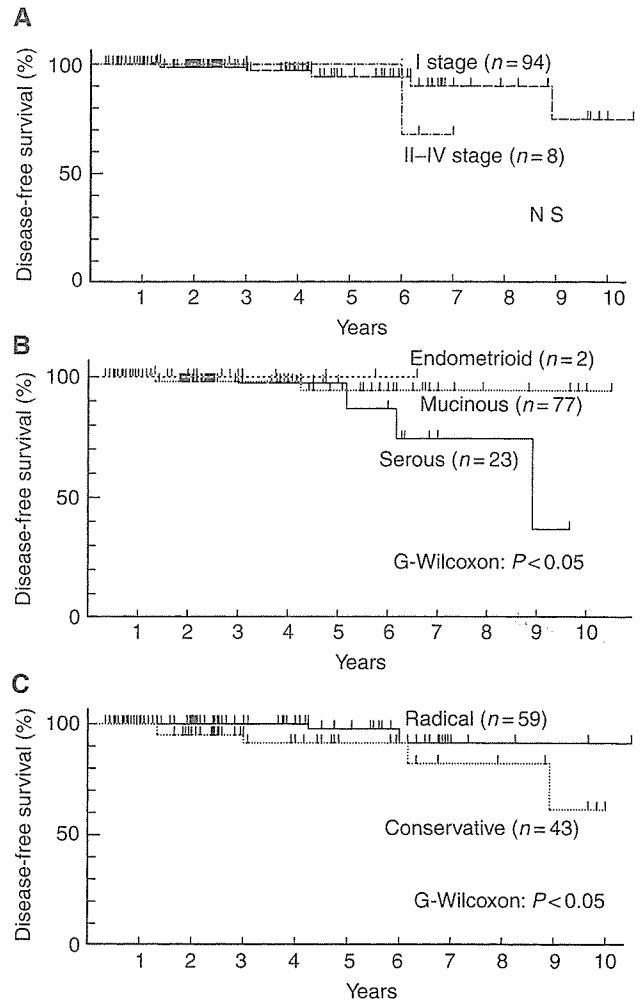 A
Disease-free survival (%)
100
50
0
I stage (n=94)
II–IV stage (n=8)
N S
1 2 3 4 5 6 7 8 9 10
Years
B
Disease-free survival (%)
100
50
0
Endometrioid (n=2)
Mucinous (n=77)
Serous (n=23)
G-Wilcoxon: P<0.05
1 2 3 4 5 6 7 8 9 10
Years
C
Disease-free survival (%)
100
50
0
Radical (n=59)
Conservative (n=43)
G-Wilcoxon: P<0.05
1 2 3 4 5 6 7 8 9 10
Years